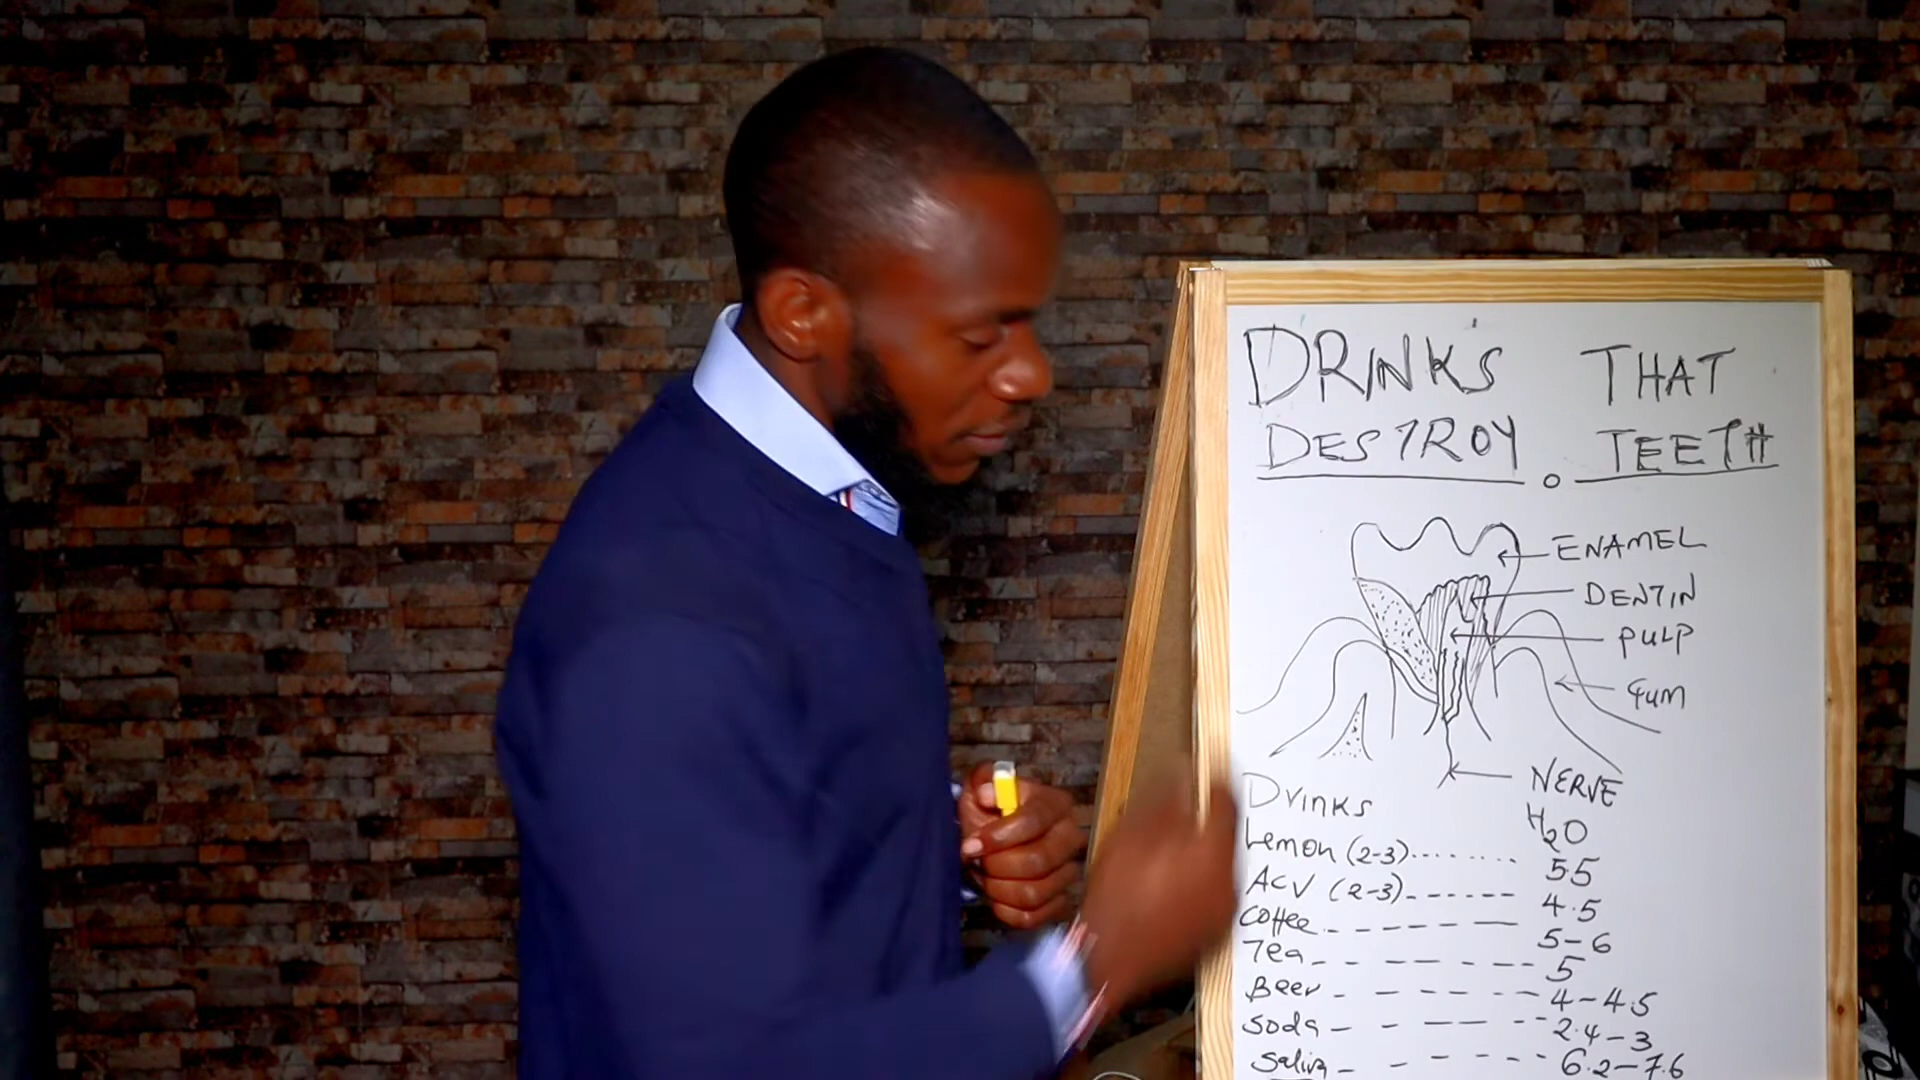 DRINKS THAT
DESTROY TEETH
ENAMEL
DENTIN
PULP
GUM
NERVE
Drinks H₂O
Lemon (2-3)........ 5.5
ACV (2-3)------ 4.5
Coffee.------ 5-6
Tea------- 5
Beer------ 4-4.5
Soda------- 2.4-3
Saliva------ 6.2-7.6